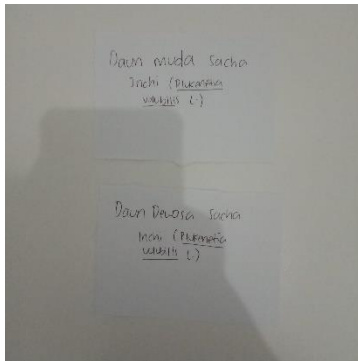 Daun muda sacha
Inchi (Plukenetia
volubilis L.)
Daun Dewasa sacha
Inchi (Plukenetia
volubilis L.)